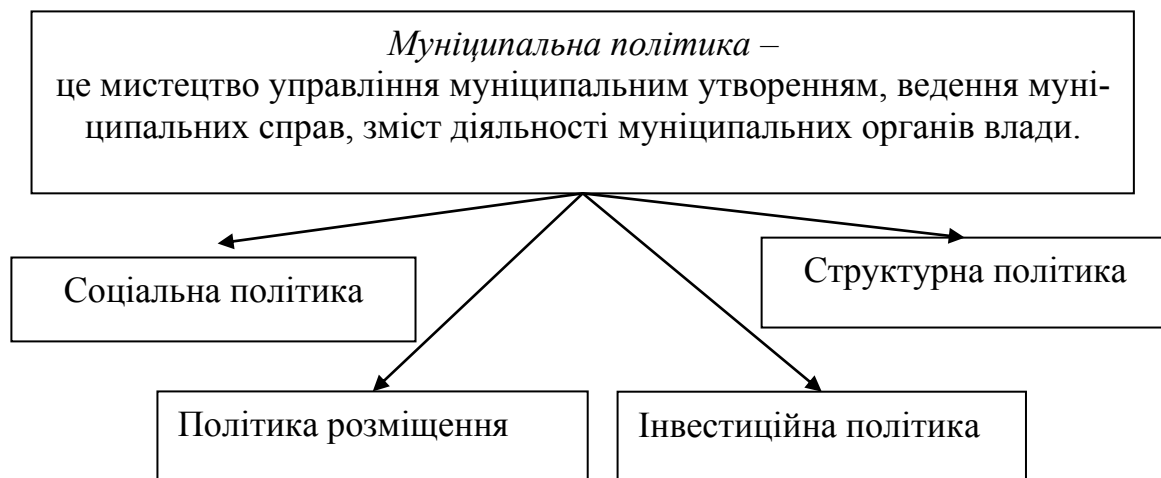 Муніципальна політика –
це мистецтво управління муніципальним утворенням, ведення муні-
ципальних справ, зміст діяльності муніципальних органів влади.
Соціальна політика
Структурна політика
Політика розміщення
Інвестиційна політика